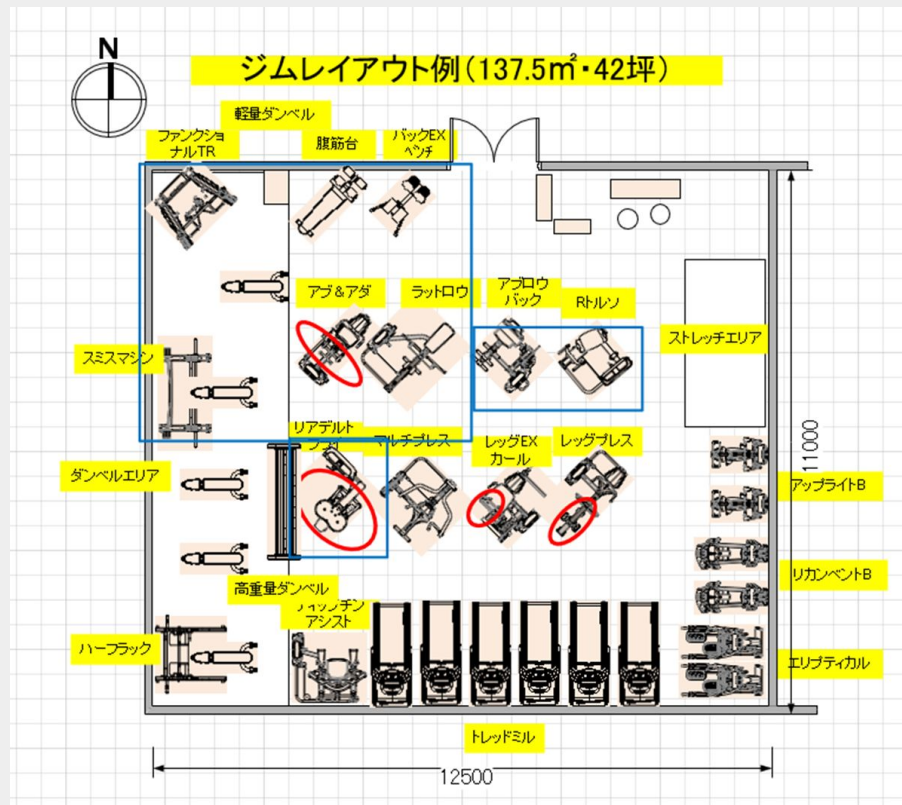 N
ジムレイアウト例(137.5㎡・42坪)
軽量ダンベル
ファンクショ
ナルTR
腹筋台
バックEX
ベンチ
アブ&アダ
ラットロウ
アブロウ
バック
Rトルソ
ストレッチエリア
スミスマシン
リアデルト
マルチプレス
レッグEX
カール
レッグプレス
11000
ダンベルエリア
アップライトB
リカンベントB
高重量ダンベル
ディップチン
アシスト
ハーフラック
エリプティカル
トレッドミル
12500